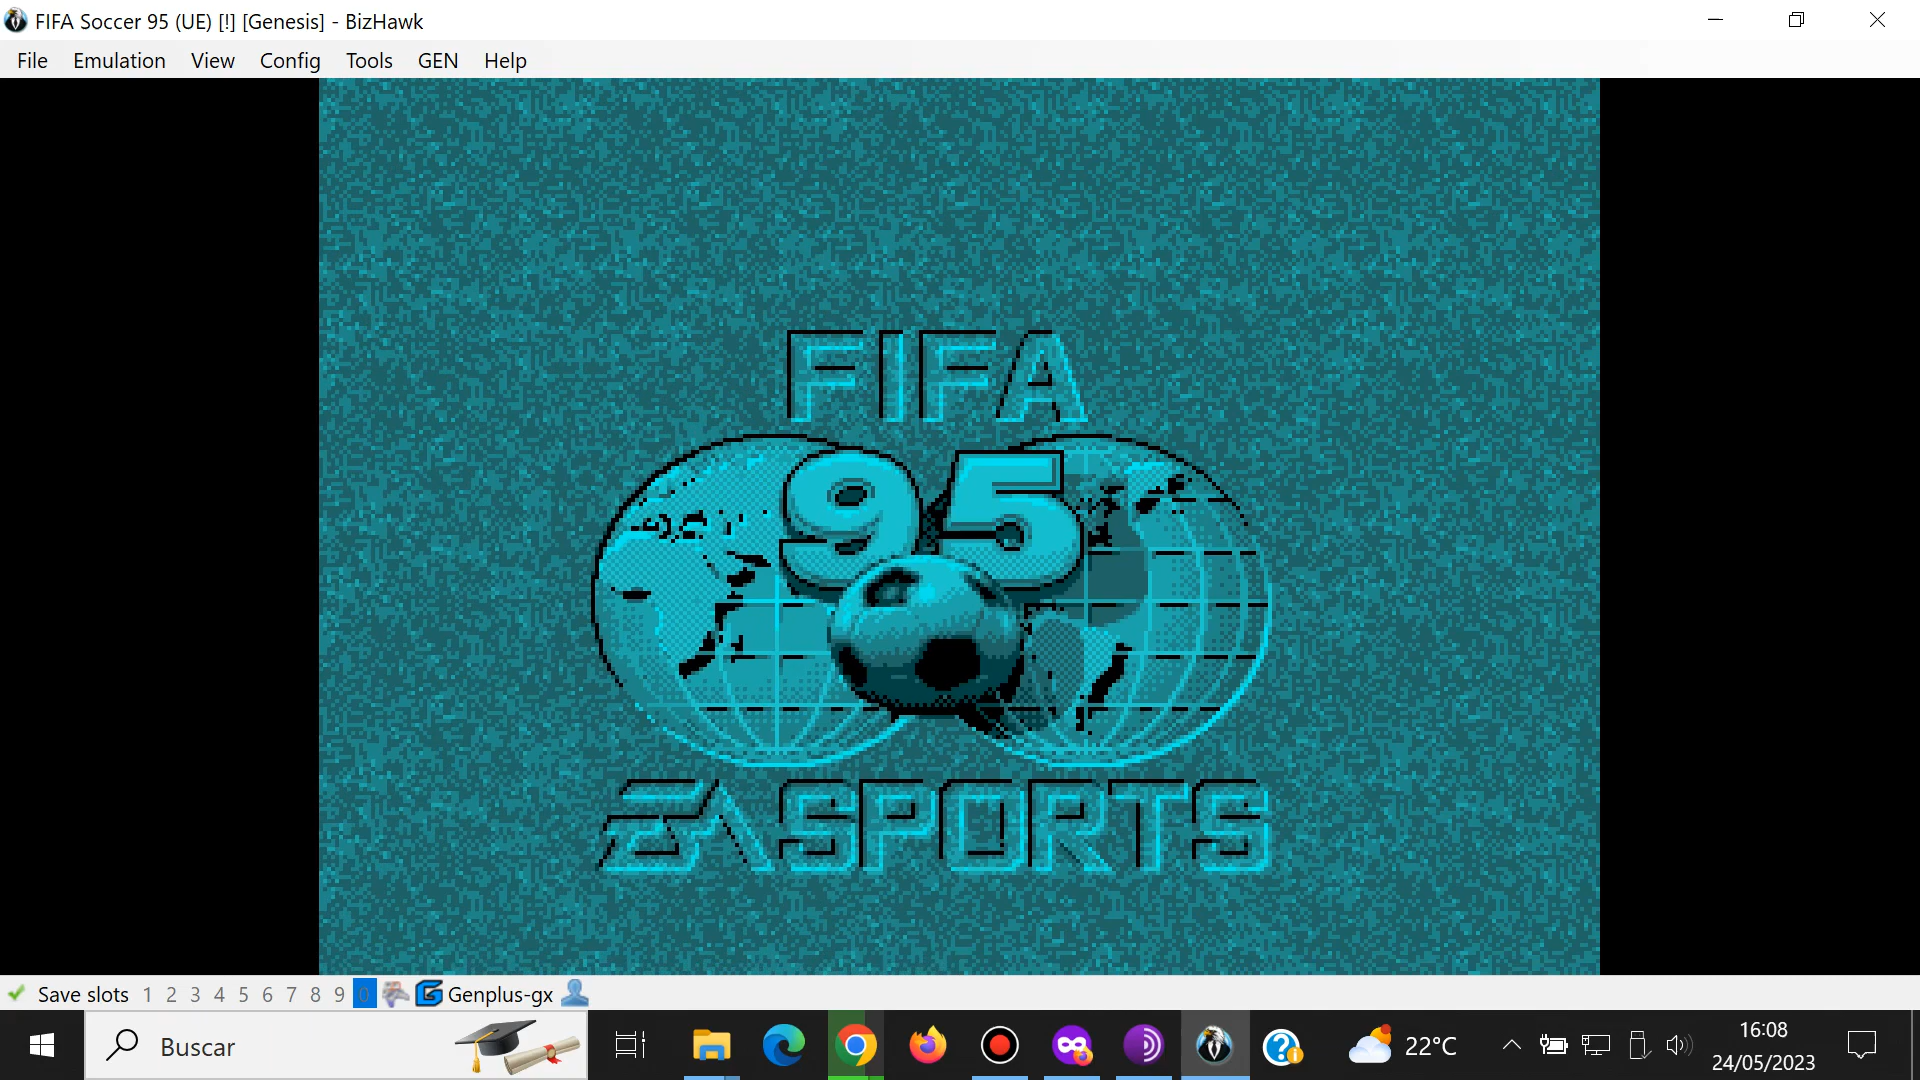 FIFA Soccer 95 (UE) [!] [Genesis] - BizHawk
File Emulation View Config Tools GEN Help
FIFA
95
EA SPORTS
Save slots 1 2 3 4 5 6 7 8 9 0 Genplus-gx
Buscar
22°C
16:08
24/05/2023